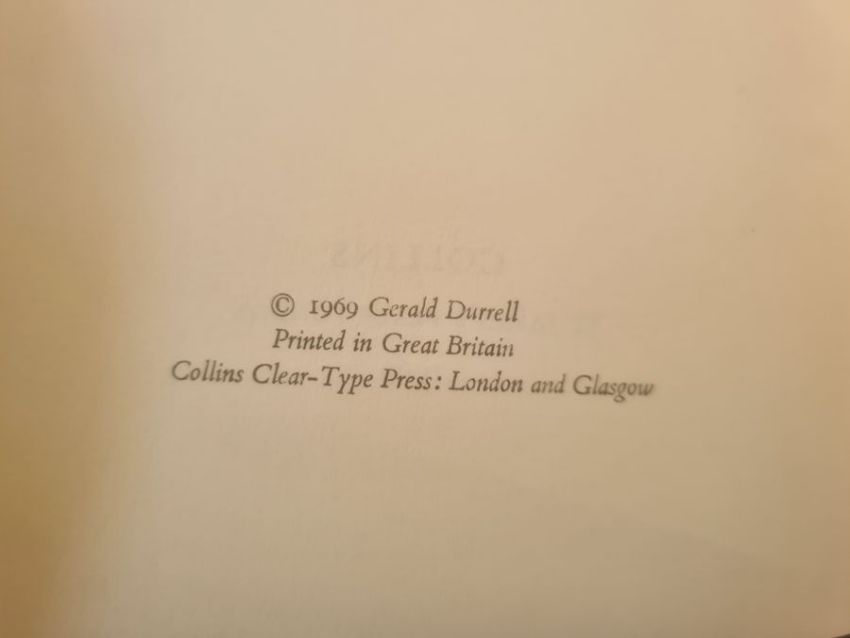 © 1969 Gerald Durrell
Printed in Great Britain
Collins Clear-Type Press: London and Glasgow